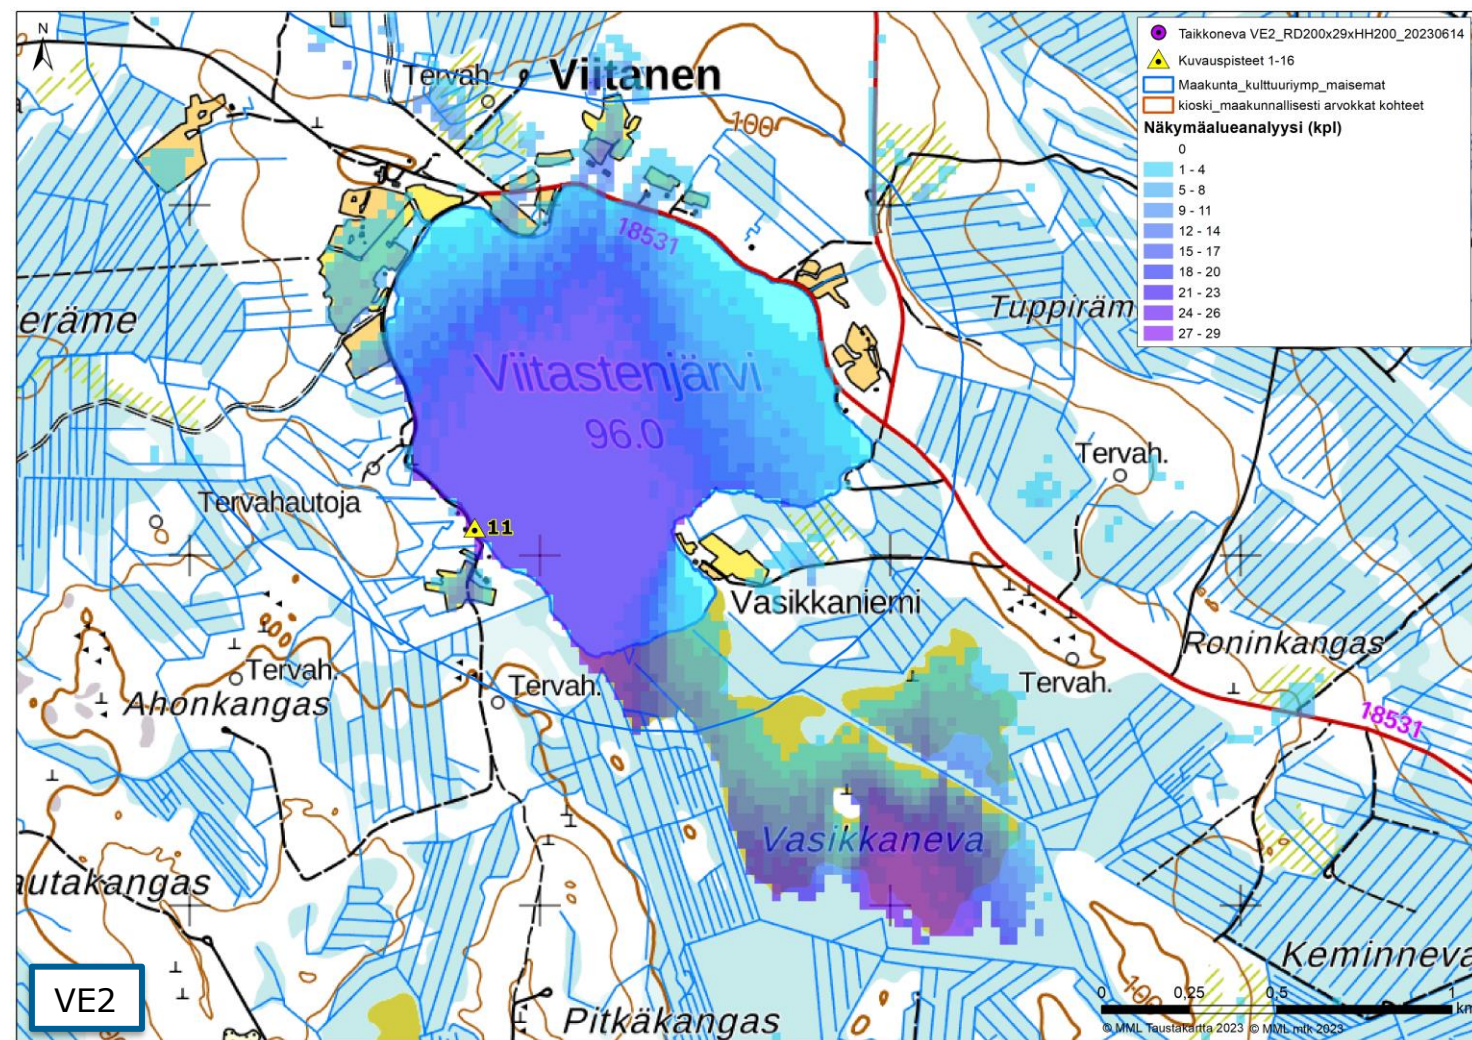 N
Taikkoneva VE2_RD200x29xHH200_20230614
Kuvauspisteet 1-16
Maakunta_kulttuuriymp_maisemat
kioski_maakunnallisesti arvokkat kohteet
Näkymäalueanalyysi (kpl)
0
1 - 4
5 - 8
9 - 11
12 - 14
15 - 17
18 - 20
21 - 23
24 - 26
27 - 29
Tervah.
Viitanen
100
18531
eräme
Tuppiräm
Viitastenjärvi
96.0
Tervah.
Tervahautoja
11
Vasikkaniemi
Roninkangas
Tervah.
Ahonkangas
Tervah.
Tervah.
18531
Vasikkaneva
autakangas
Keminneva
VE2
Pitkäkangas
100
0 0,25 0,5 1
km
© MML Taustakartta 2023 © MML mtk 2023